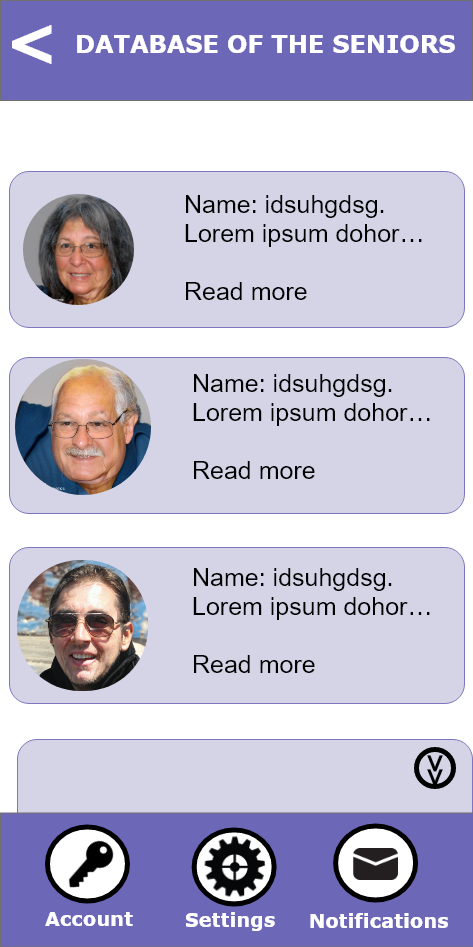 DATABASE OF THE SENIORS
Name: idsuhgdsg.
Lorem ipsum dohor…
Read more
Name: idsuhgdsg.
Lorem ipsum dohor…
Read more
Name: idsuhgdsg.
Lorem ipsum dohor…
Read more
Account
Settings
Notifications